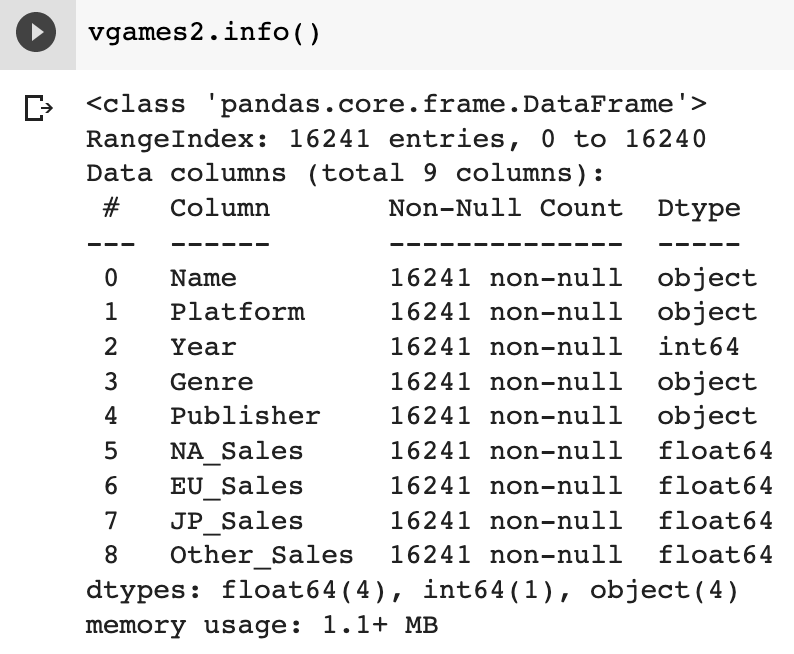 vgames2.info()
<class 'pandas.core.frame.DataFrame'>
RangeIndex: 16241 entries, 0 to 16240
Data columns (total 9 columns):
 #   Column        Non-Null Count  Dtype
---  ------        --------------  -----
 0   Name          16241 non-null  object
 1   Platform      16241 non-null  object
 2   Year          16241 non-null  int64
 3   Genre         16241 non-null  object
 4   Publisher     16241 non-null  object
 5   NA_Sales      16241 non-null  float64
 6   EU_Sales      16241 non-null  float64
 7   JP_Sales      16241 non-null  float64
 8   Other_Sales   16241 non-null  float64
dtypes: float64(4), int64(1), object(4)
memory usage: 1.1+ MB